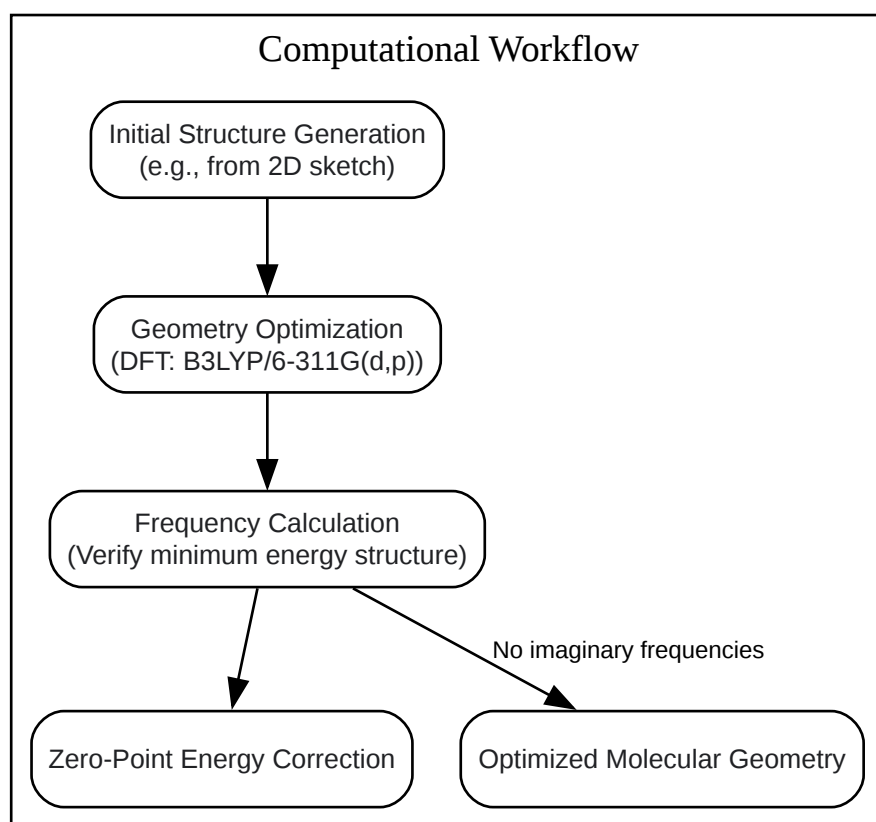 Computational Workflow
Initial Structure Generation
(e.g., from 2D sketch)
Geometry Optimization
(DFT: B3LYP/6-311G(d,p))
Frequency Calculation
(Verify minimum energy structure)
No imaginary frequencies
Zero-Point Energy Correction
Optimized Molecular Geometry